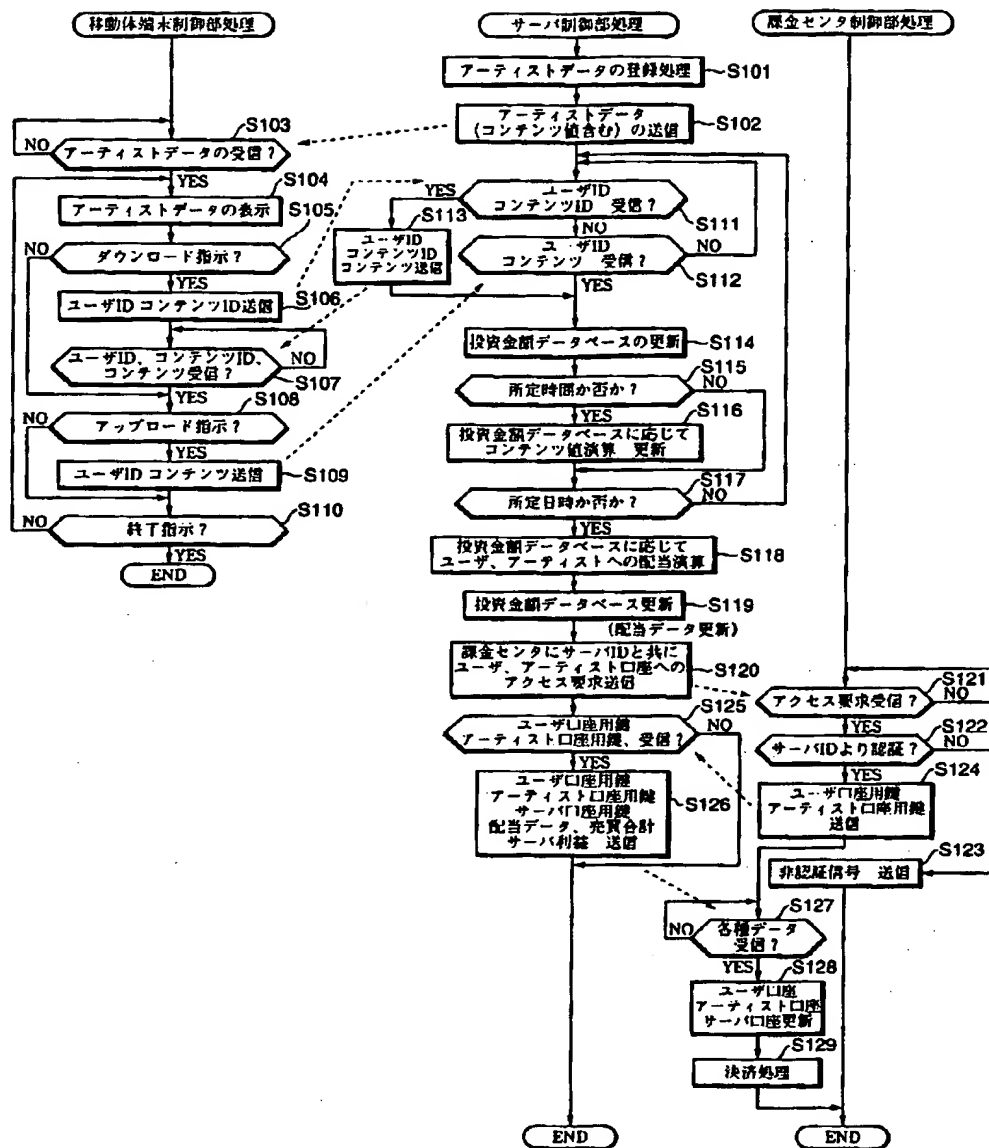 移動体端末制御部処理
S103
アーティストデータの受信？
NO
YES
S104
アーティストデータの表示
S105
ダウンロード指示？
NO
YES
ユーザID コンテンツID送信
S106
ユーザID、コンテンツID、
コンテンツ受信？
NO
S107
YES
S108
アップロード指示？
NO
YES
ユーザID コンテンツ送信
S109
終了指示？
NO
S110
YES
END
サーバ制御部処理
アーティストデータの登録処理
S101
アーティストデータ
(コンテンツ値含む) の送信
S102
YES
ユーザID
コンテンツID 受信？
S111
NO
S113
ユーザID
コンテンツID
コンテンツ送信
ユーザID
コンテンツ 受信？
NO
S112
YES
投資金額データベースの更新
S114
S115
所定時間か否か？
NO
YES
S116
投資金額データベースに応じて
コンテンツ値演算 更新
S117
所定日時か否か？
NO
YES
投資金額データベースに応じて
ユーザ、アーティストへの配当演算
S118
投資金額データベース更新
S119
(配当データ更新)
課金センタにサーバIDと共に
ユーザ、アーティスト口座への
アクセス要求送信
S120
S125
ユーザ口座用鍵
アーティスト口座用鍵、受信？
NO
YES
ユーザ口座用鍵
アーティスト口座用鍵
サーバ口座用鍵
配当データ、売買合計
サーバ利益 送信
S126
END
課金センタ制御部処理
S121
アクセス要求受信？
NO
YES
S122
サーバIDより認証？
NO
YES
S124
ユーザ口座用鍵
アーティスト口座用鍵
送信
S123
非認証信号 送信
S127
各種データ
受信？
NO
YES
S128
ユーザ口座
アーティスト口座
サーバ口座更新
S129
決済処理
END